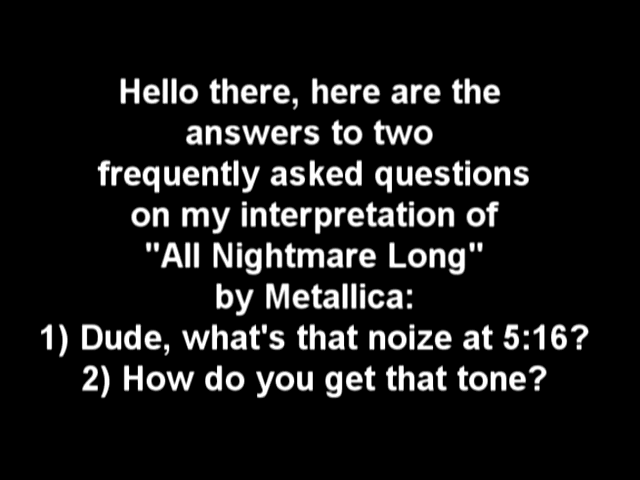 Hello there, here are the
answers to two
frequently asked questions
on my interpretation of
"All Nightmare Long"
by Metallica:
1) Dude, what's that noize at 5:16?
2) How do you get that tone?